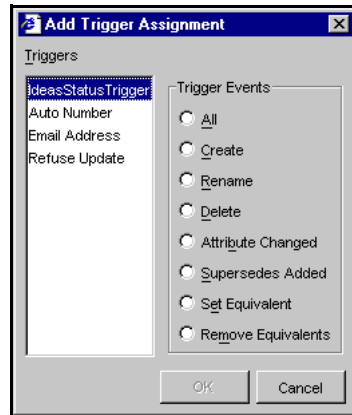 Add Trigger Assignment
Triggers
IdeasStatusTrigger
Auto Number
Email Address
Refuse Update
Trigger Events
All
Create
Rename
Delete
Attribute Changed
Supersedes Added
Set Equivalent
Remove Equivalents
OK
Cancel